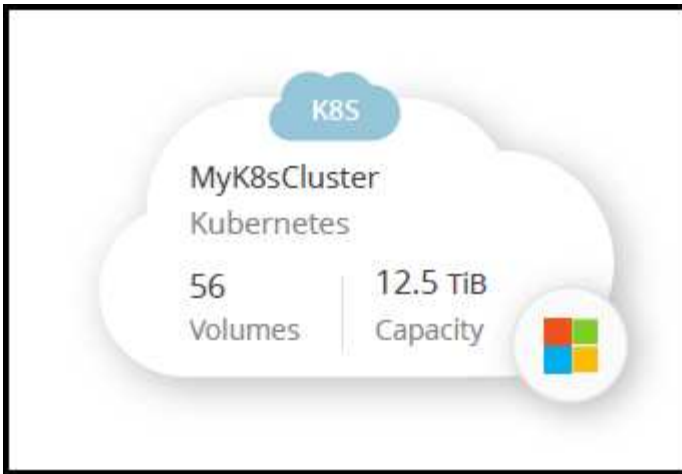 K8S
MyK8sCluster
Kubernetes
56
Volumes
12.5 TiB
Capacity